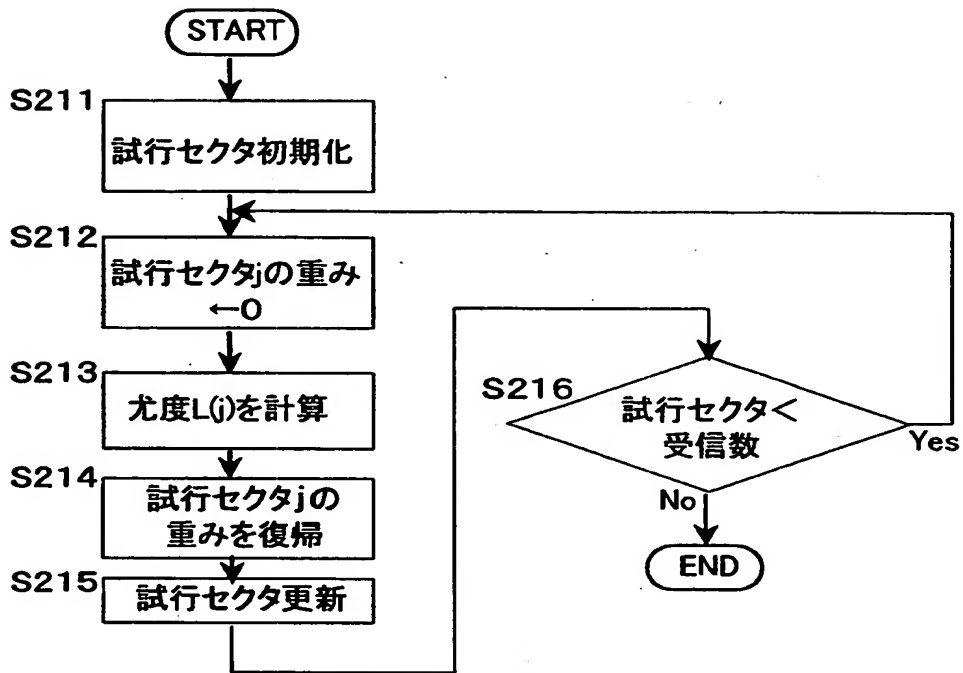 START
S211
試行セクタ初期化
S212
試行セクタjの重み
←0
S213
尤度L(j)を計算
S214
試行セクタjの
重みを復帰
S215
試行セクタ更新
S216
試行セクタ<
受信数
Yes
No
END